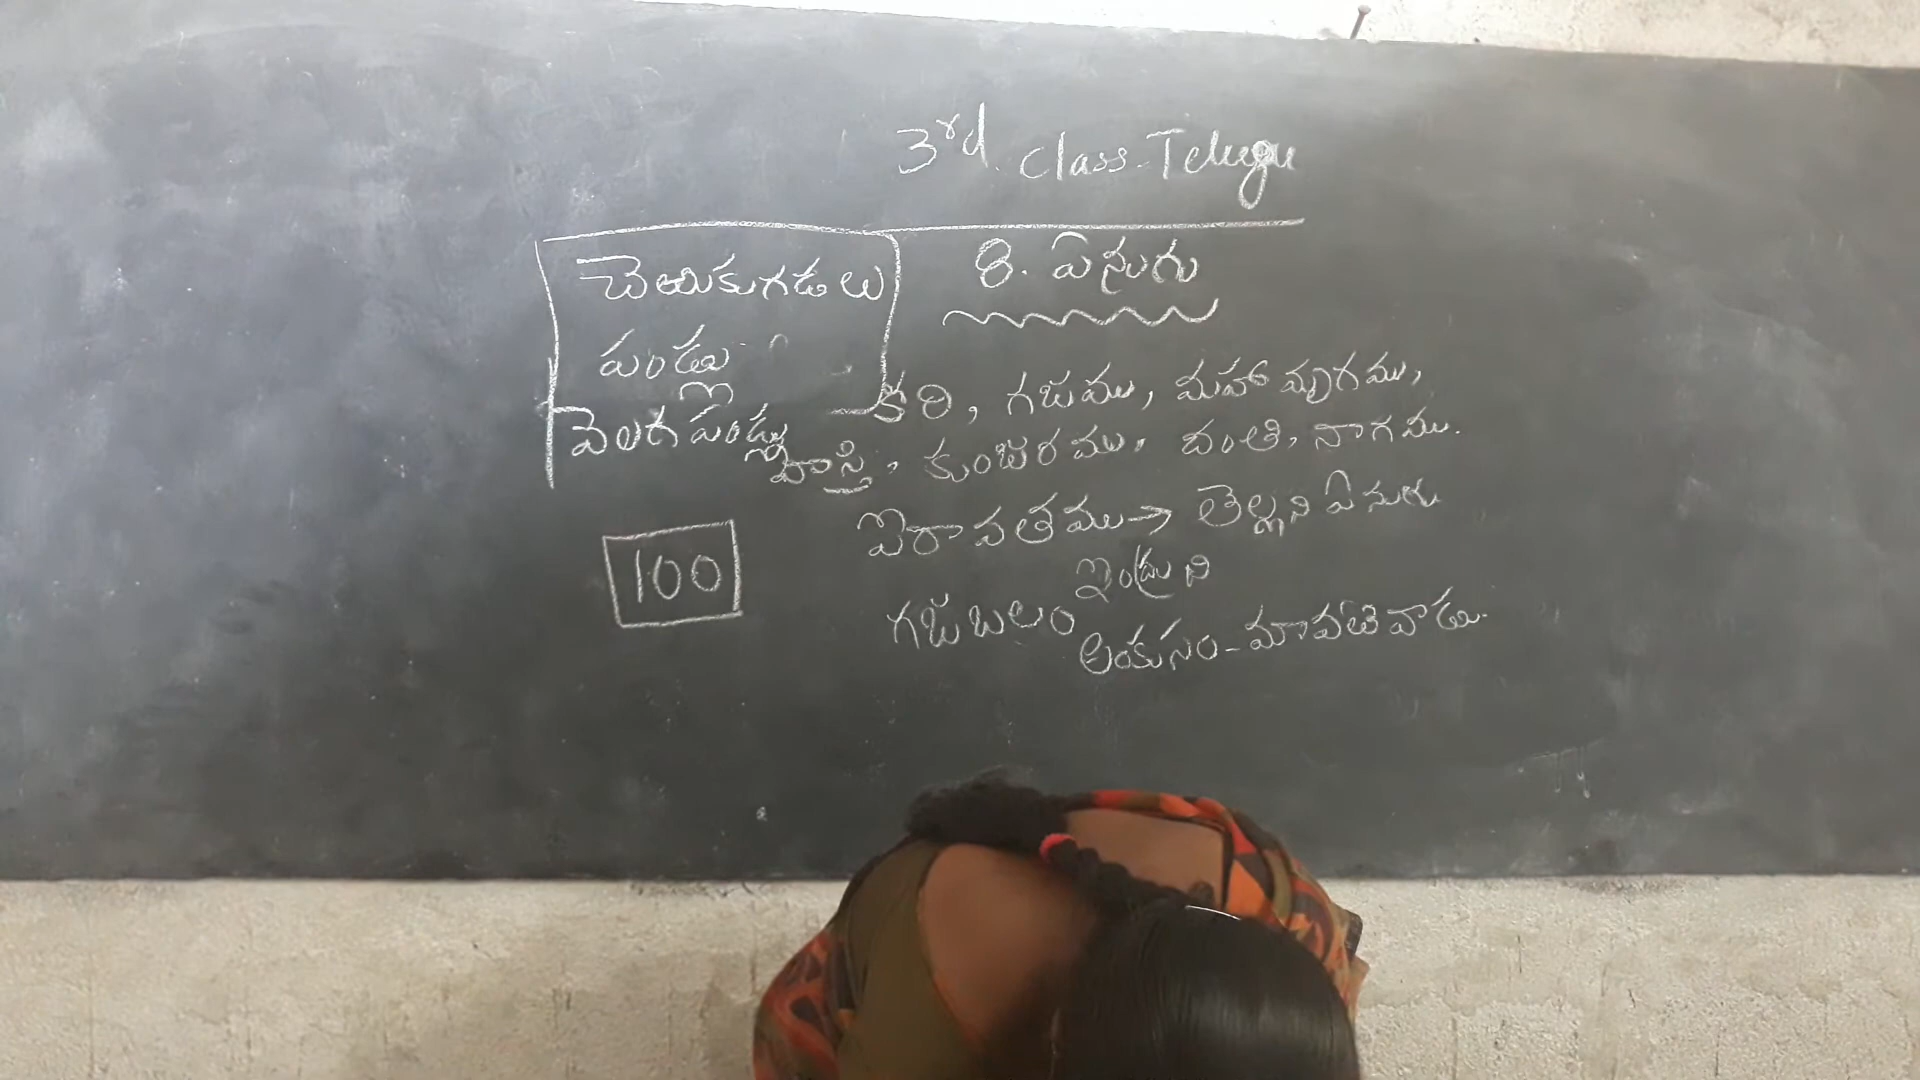 3rd class-Telugu
చెఱుకుగడలు
పండ్లు
వెలగ పండ్లు
8. ఏనుగు
కరి, గజము, మహా మృగము,
హస్తి, కుంజరము, దంతి, నాగము.
ఐరావతము→ తెల్లని ఏనుగు
ఇంద్రుని
గజబలం
అంకుసం-మావటివాడు.
100